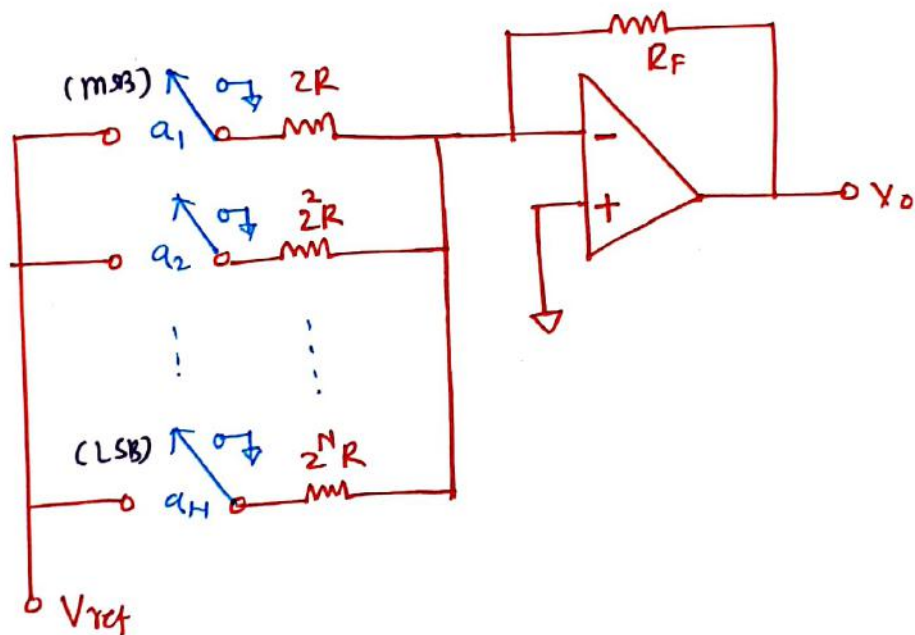 RF
(MSB)
2R
a1
−
+
Vo
2²R
a2
(LSB)
2ᴺR
aN
Vref